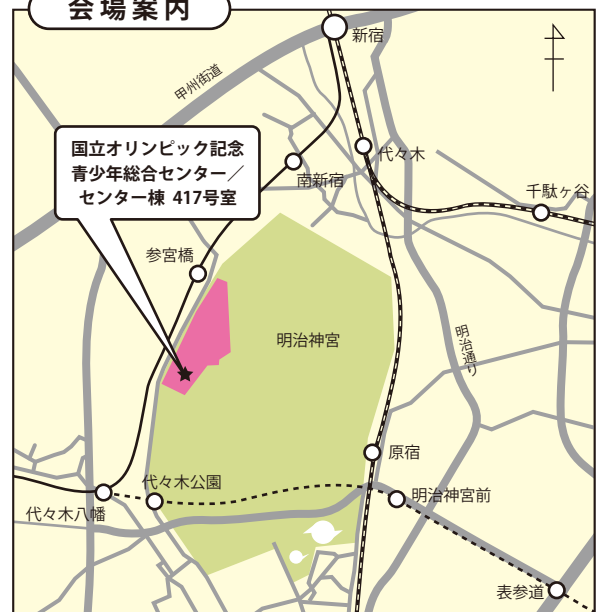 会場案内
新宿
甲州街道
国立オリンピック記念
青少年総合センター／
センター棟 417号室
代々木
南新宿
千駄ヶ谷
参宮橋
明治神宮
明治通り
原宿
代々木公園
明治神宮前
代々木八幡
表参道